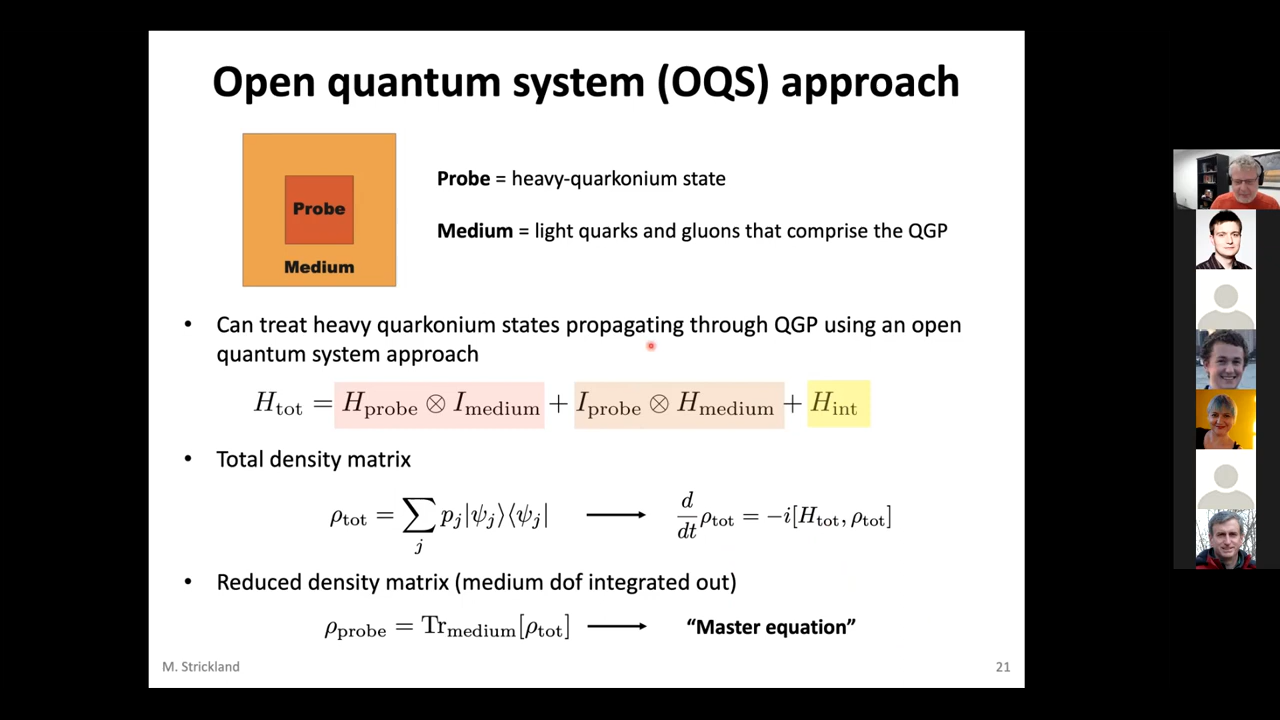 Open quantum system (OQS) approach
Probe
Medium
Probe = heavy-quarkonium state
Medium = light quarks and gluons that comprise the QGP
• Can treat heavy quarkonium states propagating through QGP using an open
quantum system approach
H_tot = H_probe ⊗ I_medium + I_probe ⊗ H_medium + H_int
• Total density matrix
ρ_tot = ∑_j p_j|ψ_j⟩⟨ψ_j| ⟶ d/dt ρ_tot = −i[H_tot, ρ_tot]
• Reduced density matrix (medium dof integrated out)
ρ_probe = Tr_medium[ρ_tot] ⟶ “Master equation”
M. Strickland
21